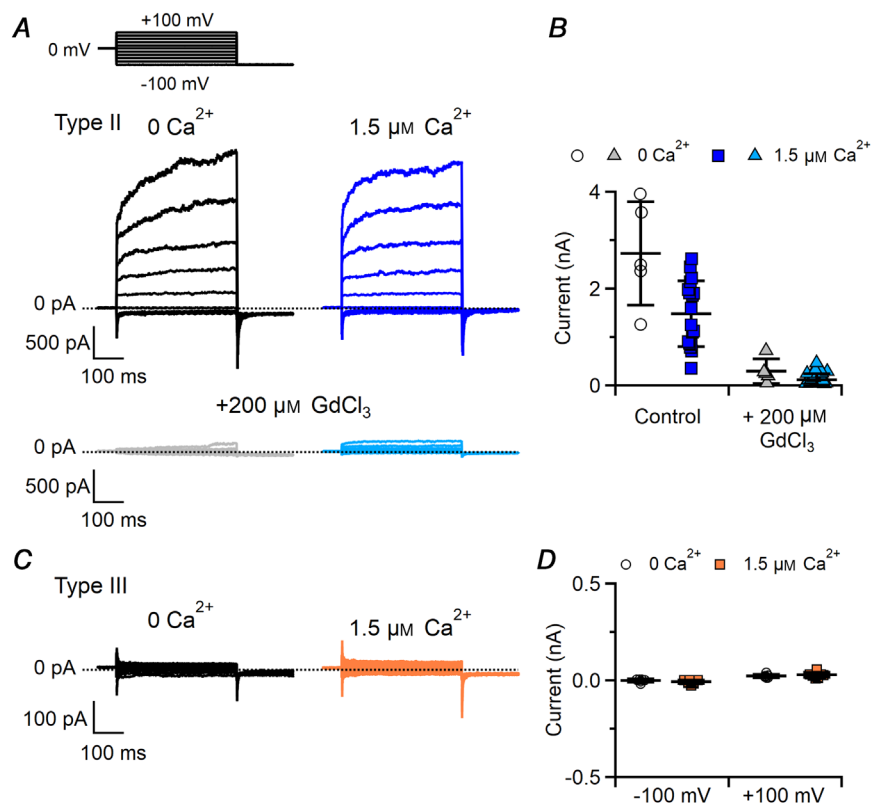 A
+100 mV
0 mV
-100 mV
Type II
0 Ca²⁺
1.5 µM Ca²⁺
0 pA
500 pA
100 ms
+200 µM GdCl₃
0 pA
500 pA
100 ms
B
0 Ca²⁺
1.5 µM Ca²⁺
4
2
0
Current (nA)
Control
+ 200 µM
GdCl₃
C
Type III
0 Ca²⁺
1.5 µM Ca²⁺
0 pA
100 pA
100 ms
D
0 Ca²⁺
1.5 µM Ca²⁺
0.5
0.0
-0.5
Current (nA)
-100 mV
+100 mV